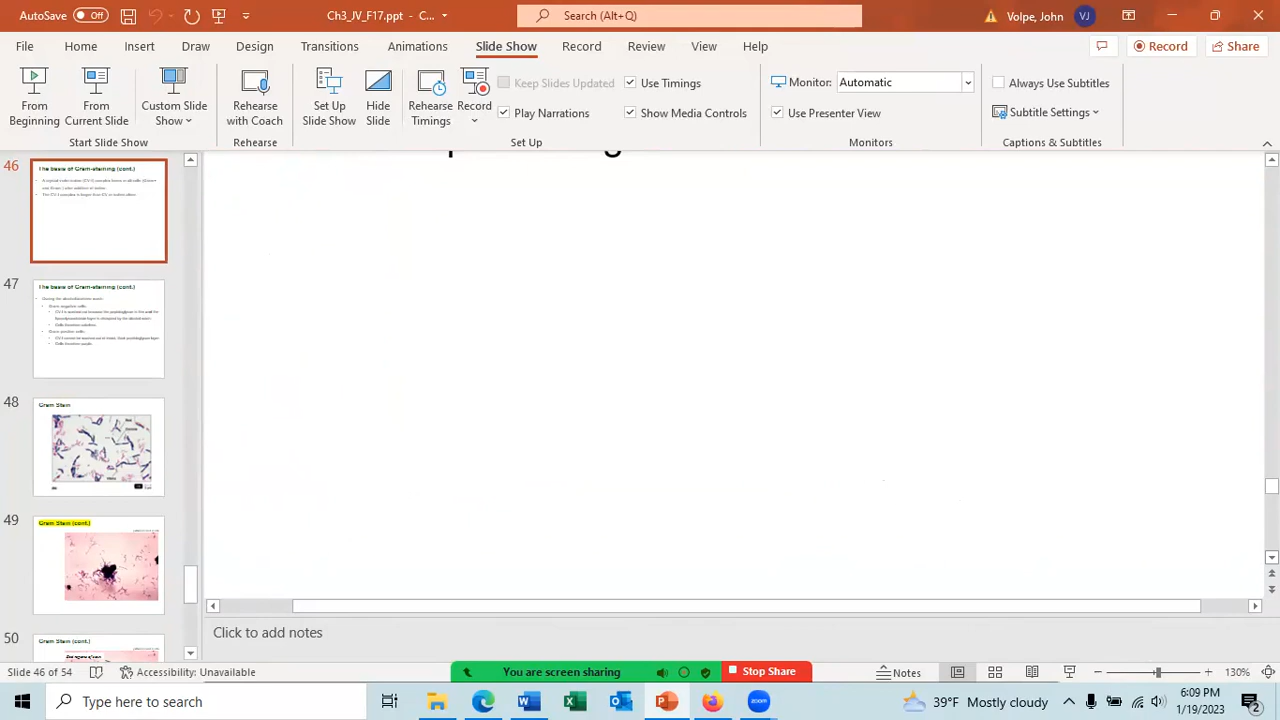 AutoSave Off Ch3_JV_F17.ppt - C... Search (Alt+Q) Volpe, John VJ
File Home Insert Draw Design Transitions Animations Slide Show Record Review View Help Record Share
From Beginning From Current Slide Custom Slide Show Rehearse with Coach Set Up Slide Show Hide Slide Rehearse Timings Record
Keep Slides Updated Use Timings Monitor: Automatic Always Use Subtitles
Play Narrations Show Media Controls Use Presenter View Subtitle Settings
Start Slide Show Rehearse Set Up Monitors Captions & Subtitles
46
The basis of Gram-staining (cont.)
47
The basis of Gram-staining (cont.)
48
Gram Stain
49
Gram Stain (cont.)
50
Gram Stain (cont.)
Click to add notes
Slide 46 of 54 Accessibility: Unavailable You are screen sharing Stop Share Notes 130%
Type here to search 39°F Mostly cloudy 6:09 PM
1/19/2023 2